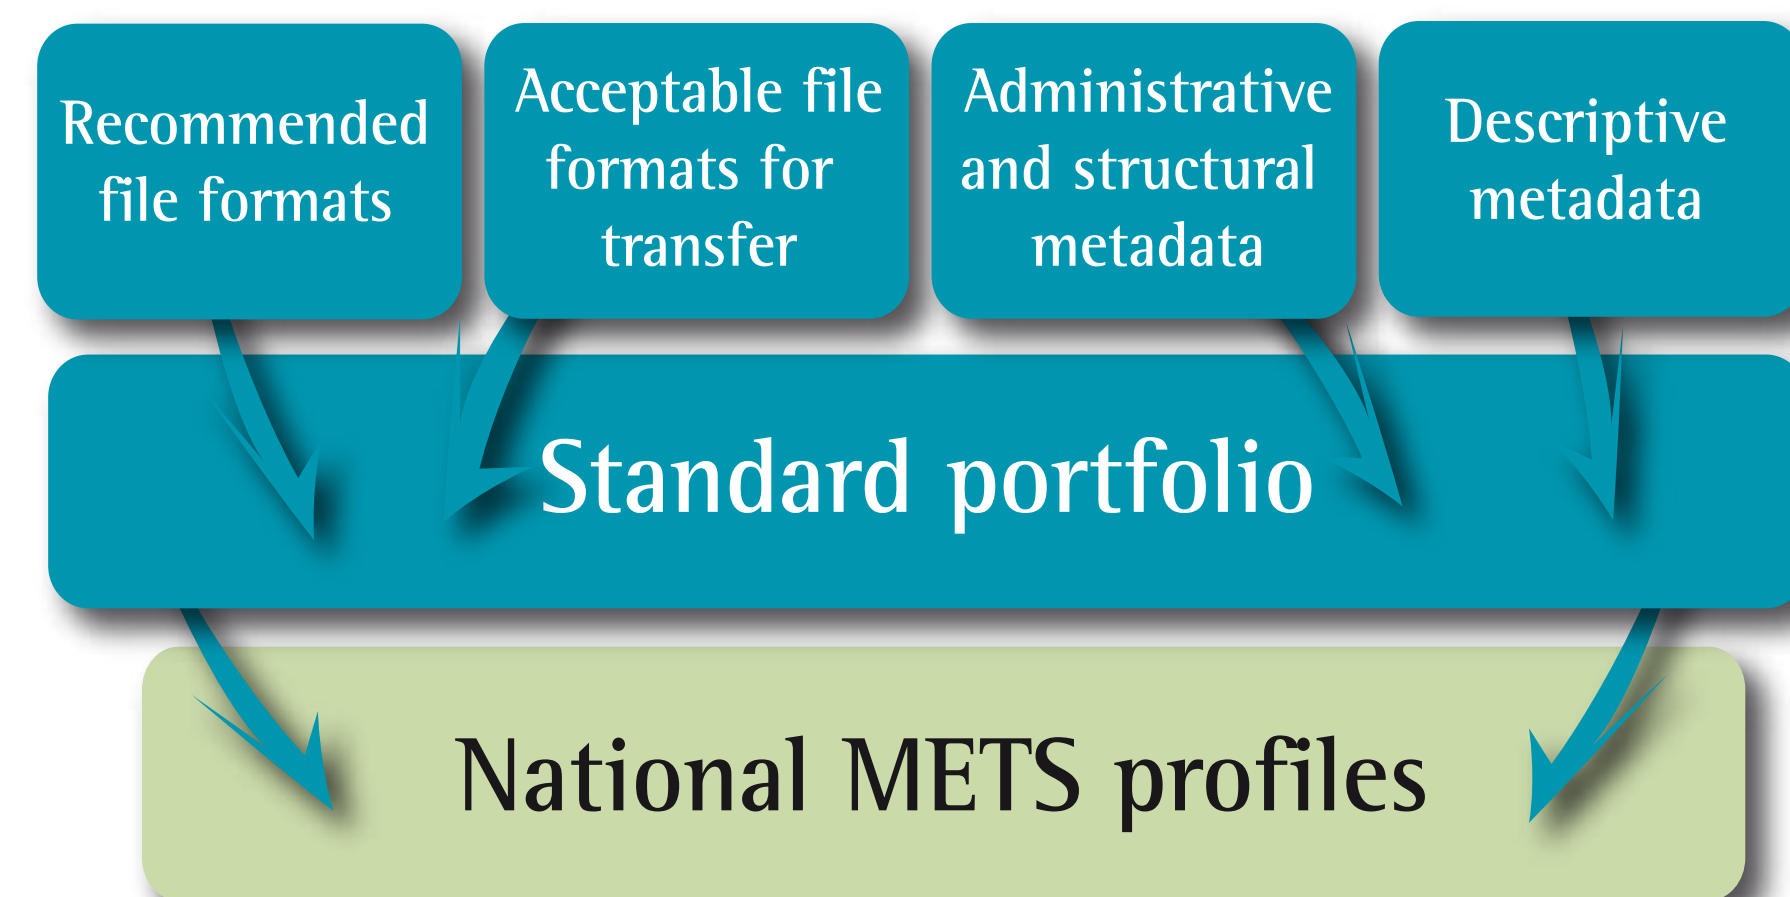 Recommended
file formats
Acceptable file
formats for
transfer
Administrative
and structural
metadata
Descriptive
metadata
Standard portfolio
National METS profiles